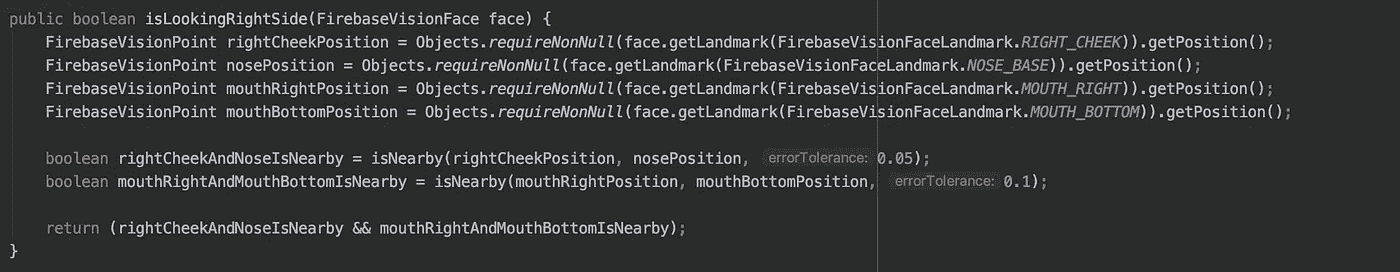 public boolean isLookingRightSide(FirebaseVisionFace face) {
    FirebaseVisionPoint rightCheekPosition = Objects.requireNonNull(face.getLandmark(FirebaseVisionFaceLandmark.RIGHT_CHEEK)).getPosition();
    FirebaseVisionPoint nosePosition = Objects.requireNonNull(face.getLandmark(FirebaseVisionFaceLandmark.NOSE_BASE)).getPosition();
    FirebaseVisionPoint mouthRightPosition = Objects.requireNonNull(face.getLandmark(FirebaseVisionFaceLandmark.MOUTH_RIGHT)).getPosition();
    FirebaseVisionPoint mouthBottomPosition = Objects.requireNonNull(face.getLandmark(FirebaseVisionFaceLandmark.MOUTH_BOTTOM)).getPosition();

    boolean rightCheekAndNoseIsNearby = isNearby(rightCheekPosition, nosePosition, errorTolerance: 0.05);
    boolean mouthRightAndMouthBottomIsNearby = isNearby(mouthRightPosition, mouthBottomPosition, errorTolerance: 0.1);

    return (rightCheekAndNoseIsNearby && mouthRightAndMouthBottomIsNearby);
}